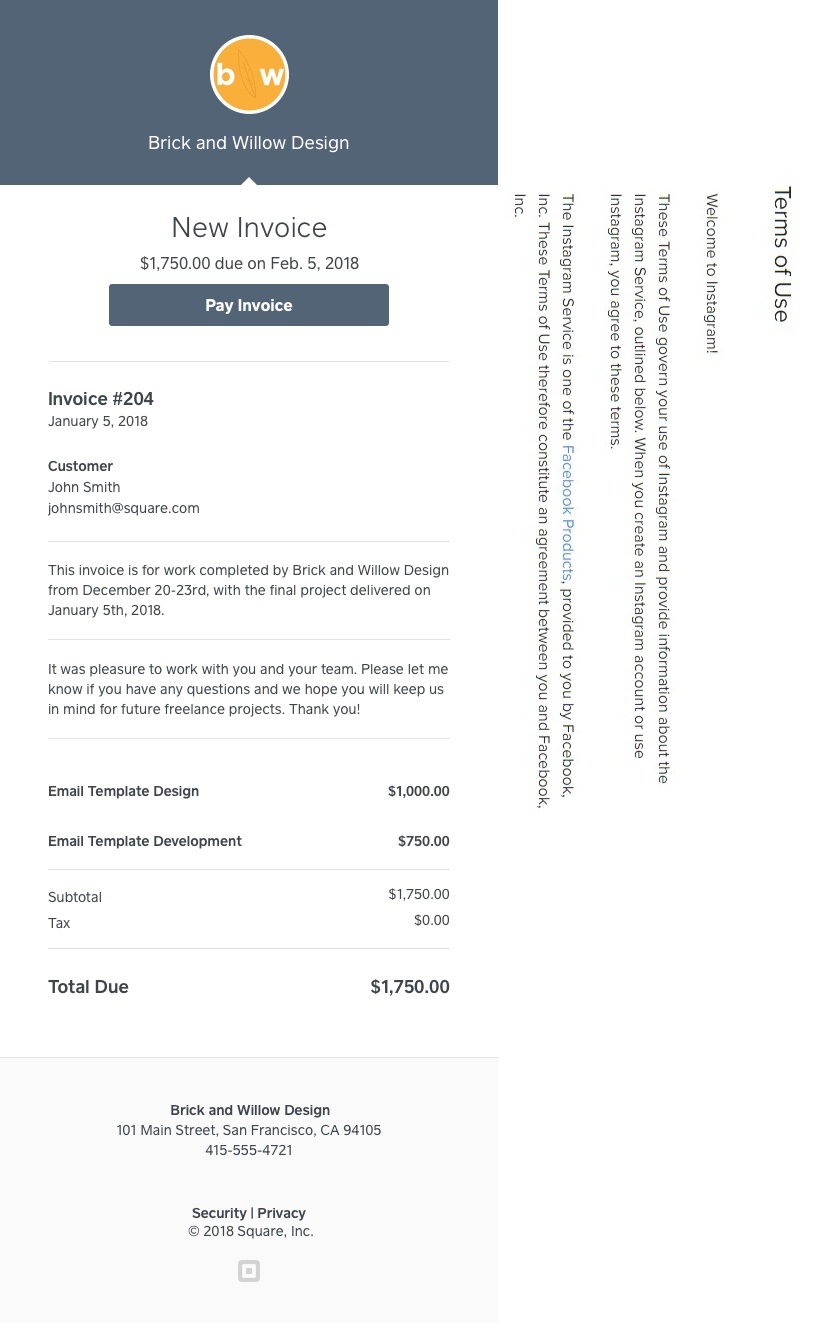 b w
Brick and Willow Design
New Invoice
$1,750.00 due on Feb. 5, 2018
Pay Invoice
Invoice #204
January 5, 2018
Customer
John Smith
johnsmith@square.com
This invoice is for work completed by Brick and Willow Design
from December 20-23rd, with the final project delivered on
January 5th, 2018.
It was pleasure to work with you and your team. Please let me
know if you have any questions and we hope you will keep us
in mind for future freelance projects. Thank you!
Email Template Design $1,000.00
Email Template Development $750.00
Subtotal $1,750.00
Tax $0.00
Total Due $1,750.00
Brick and Willow Design
101 Main Street, San Francisco, CA 94105
415-555-4721
Security | Privacy
© 2018 Square, Inc.
Terms of Use
Welcome to Instagram!
These Terms of Use govern your use of Instagram and provide information about the
Instagram Service, outlined below. When you create an Instagram account or use
Instagram, you agree to these terms.
The Instagram Service is one of the Facebook Products, provided to you by Facebook,
Inc. These Terms of Use therefore constitute an agreement between you and Facebook,
Inc.